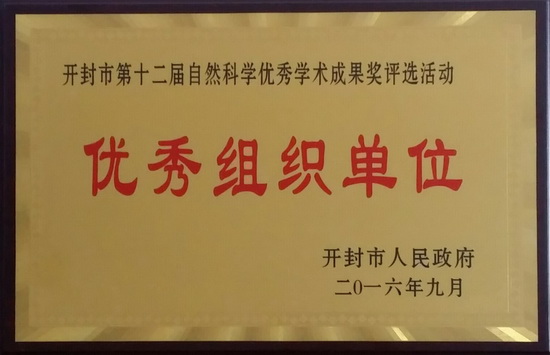 开封市第十二届自然科学优秀学术成果奖评选活动
优秀组织单位
开封市人民政府
二〇一六年九月